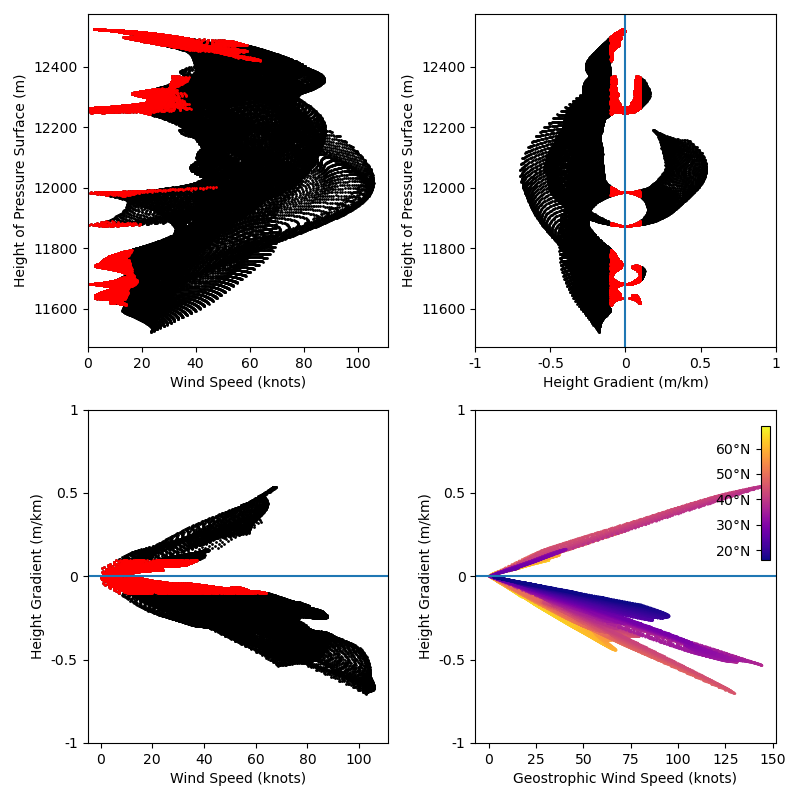 Height of Pressure Surface (m)
12400
12200
12000
11800
11600
0 20 40 60 80 100
Wind Speed (knots)
Height of Pressure Surface (m)
12400
12200
12000
11800
11600
-1 -0.5 0 0.5 1
Height Gradient (m/km)
Height Gradient (m/km)
1
0.5
0
-0.5
-1
0 20 40 60 80 100
Wind Speed (knots)
Height Gradient (m/km)
1
0.5
0
-0.5
-1
0 25 50 75 100 125 150
Geostrophic Wind Speed (knots)
60°N
50°N
40°N
30°N
20°N